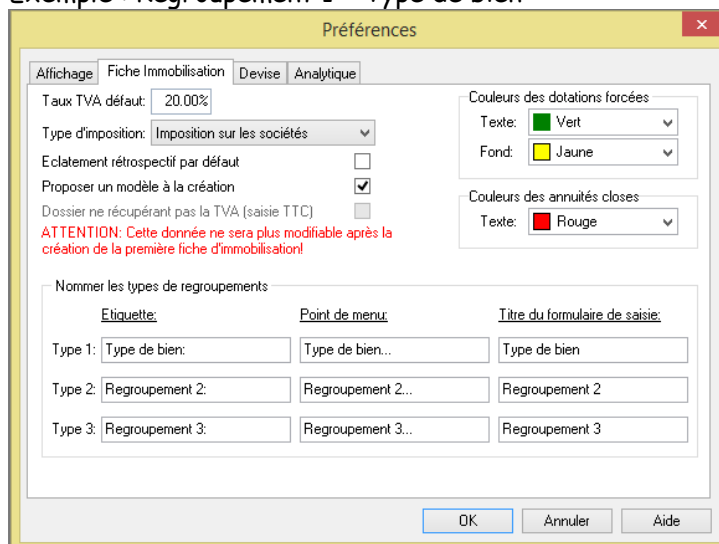 Exemple : Regroupement 1 = Type de bien
Préférences
Affichage Fiche Immobilisation Devise Analytique
Taux TVA défaut: 20.00%
Type d'imposition: Imposition sur les sociétés
Eclatement rétrospectif par défaut
Proposer un modèle à la création
Dossier ne récupérant pas la TVA (saisie TTC)
ATTENTION: Cette donnée ne sera plus modifiable après la
création de la première fiche d'immobilisation!
Couleurs des dotations forcées
Texte: Vert
Fond: Jaune
Couleurs des annuités closes
Texte: Rouge
Nommer les types de regroupements
Etiquette: Point de menu: Titre du formulaire de saisie:
Type 1: Type de bien: Type de bien... Type de bien
Type 2: Regroupement 2: Regroupement 2... Regroupement 2
Type 3: Regroupement 3: Regroupement 3... Regroupement 3
OK Annuler Aide